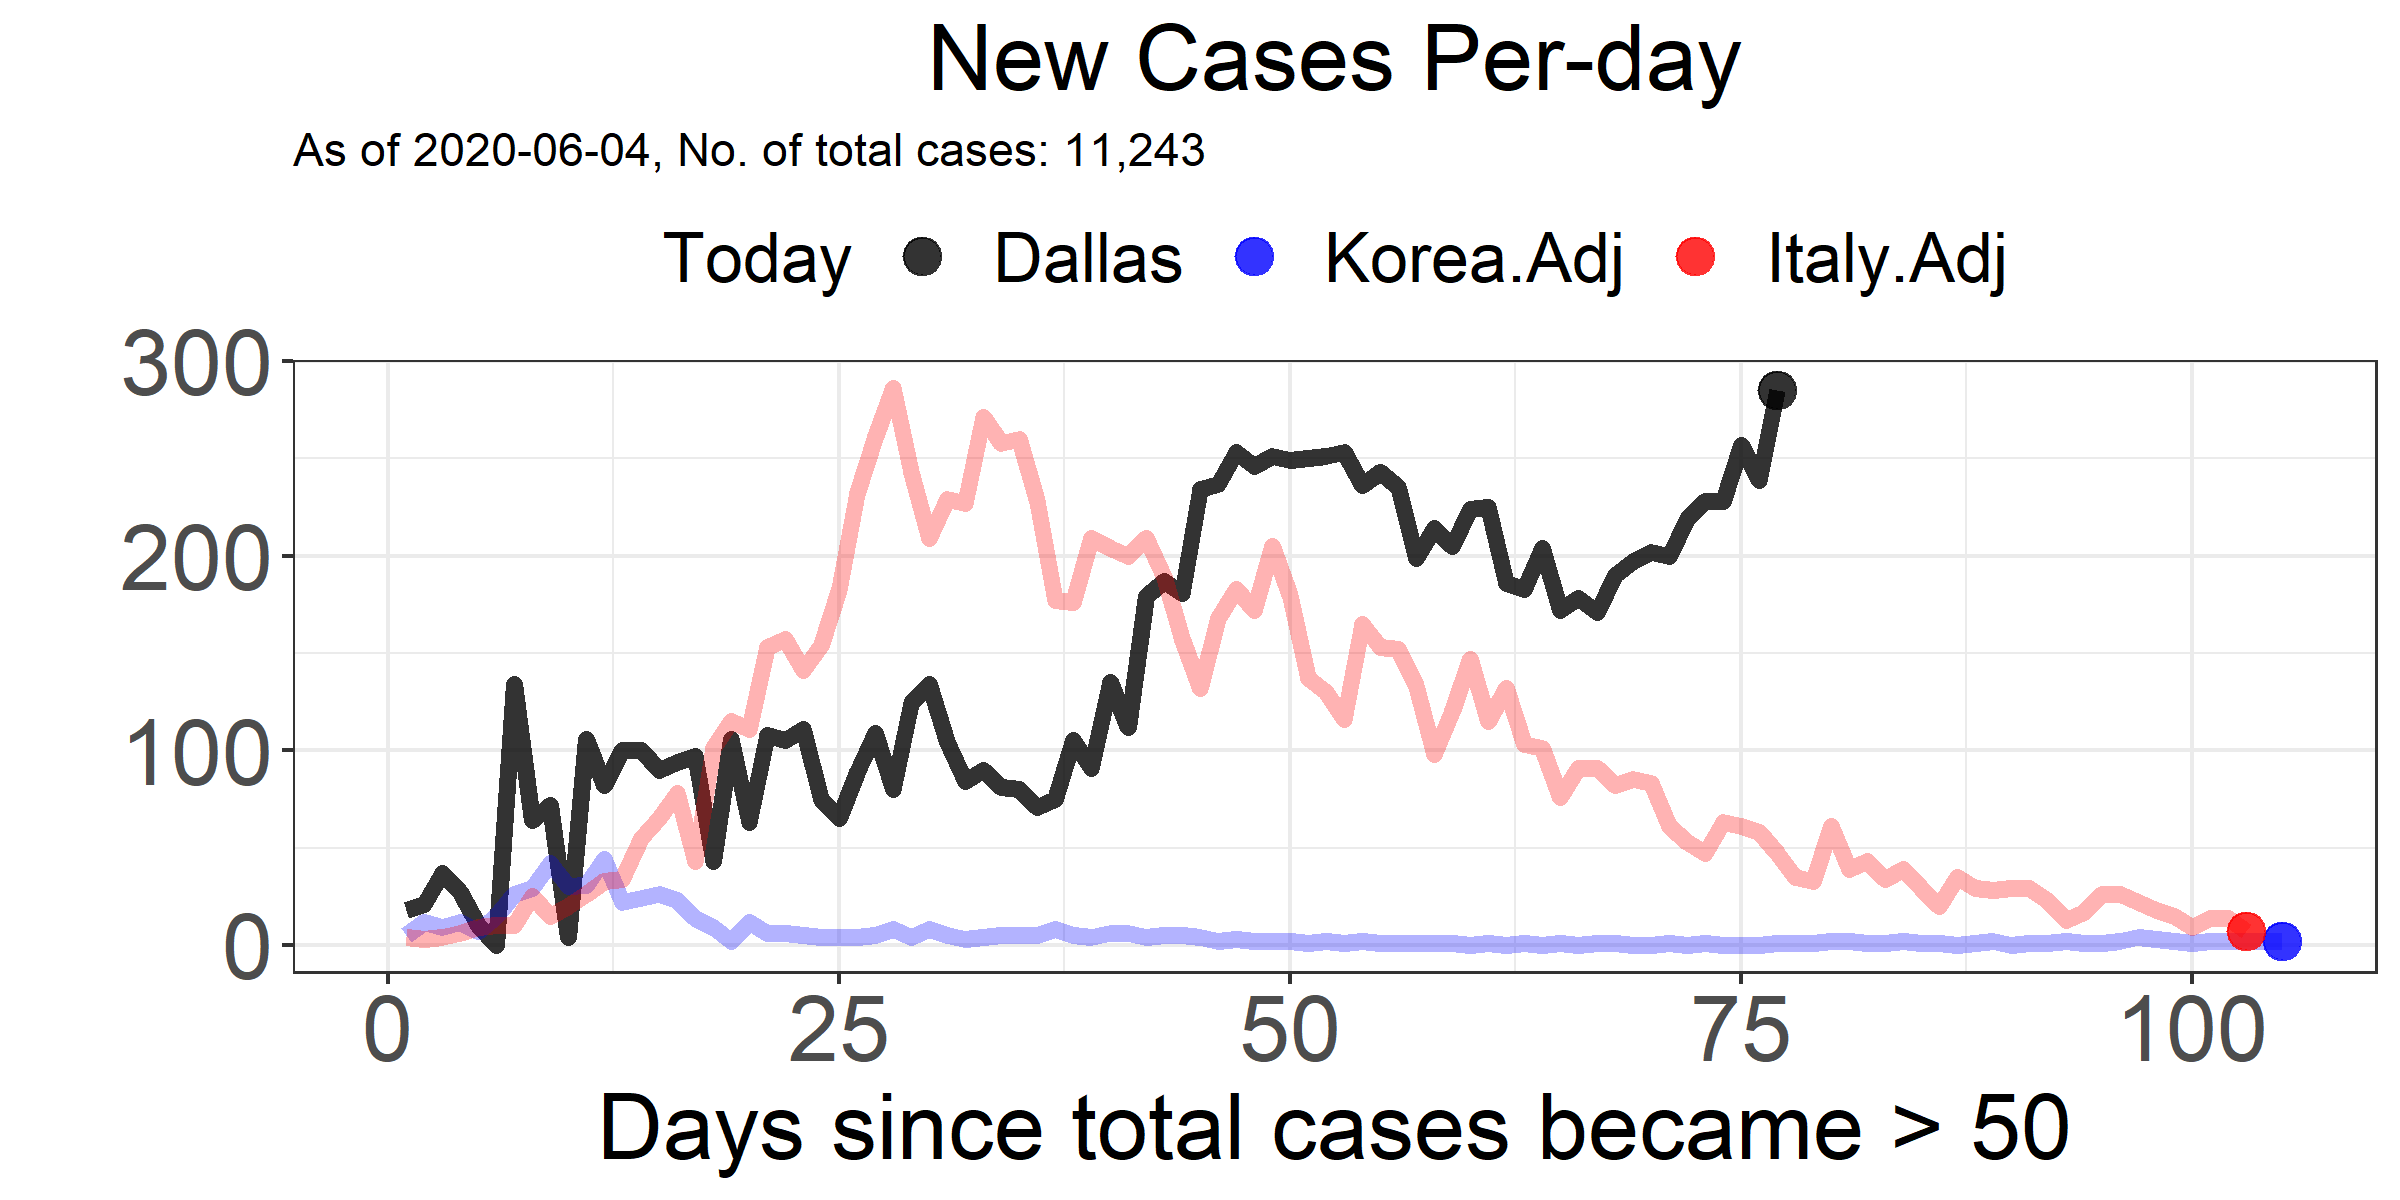 New Cases Per-day
As of 2020-06-04, No. of total cases: 11,243
Today Dallas Korea.Adj Italy.Adj
300
200
100
0
0 25 50 75 100
Days since total cases became > 50